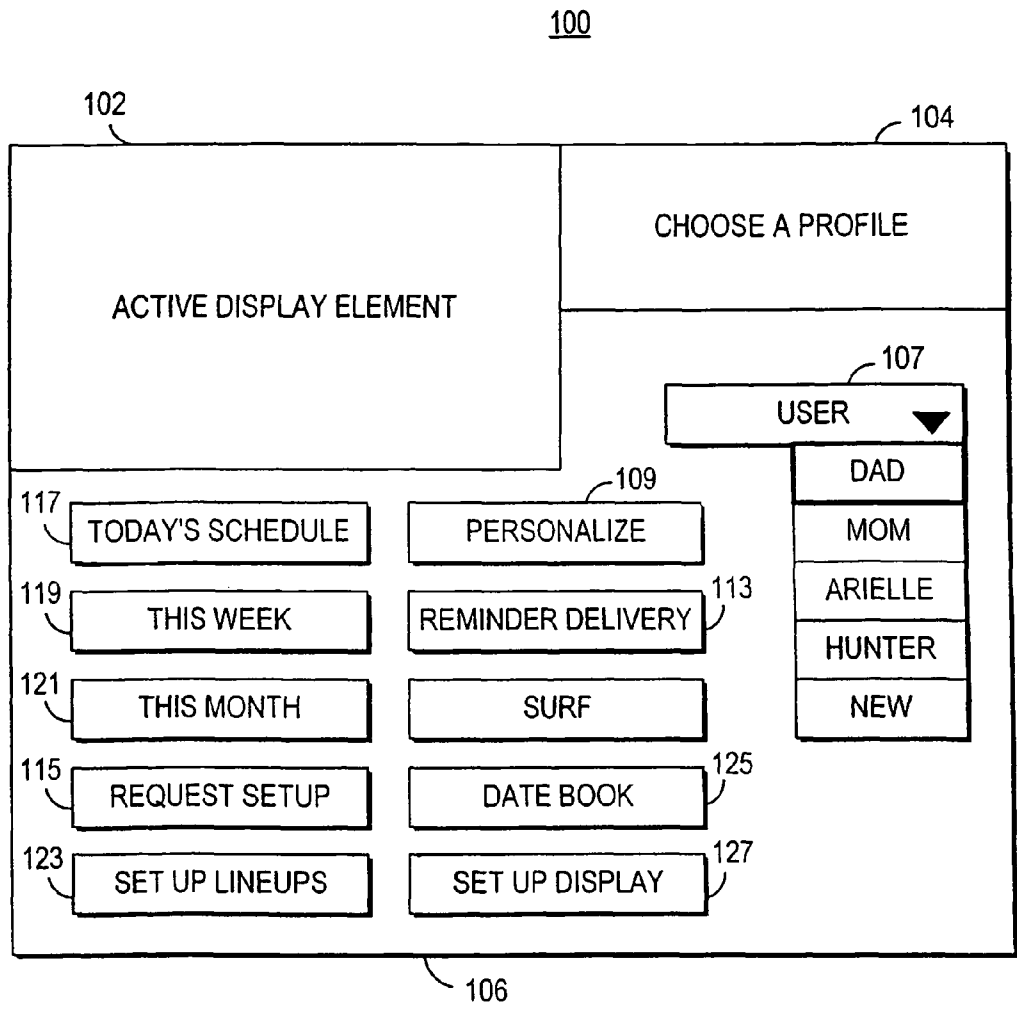 100
102
104
CHOOSE A PROFILE
ACTIVE DISPLAY ELEMENT
107
USER
DAD
MOM
ARIELLE
HUNTER
NEW
109
117 TODAY'S SCHEDULE
PERSONALIZE
119 THIS WEEK
REMINDER DELIVERY 113
121 THIS MONTH
SURF
115 REQUEST SETUP
DATE BOOK 125
123 SET UP LINEUPS
SET UP DISPLAY 127
106